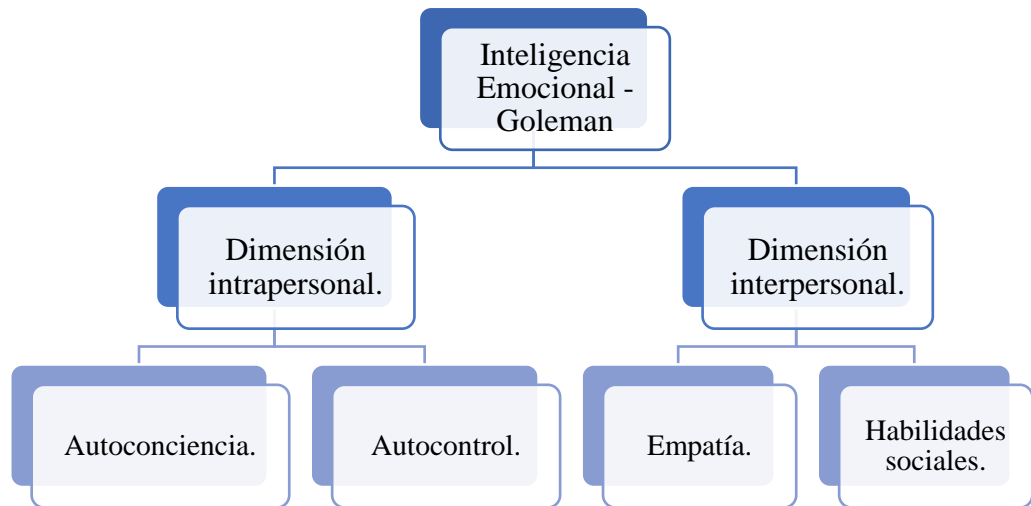 Inteligencia
Emocional -
Goleman
Dimensión
intrapersonal.
Dimensión
interpersonal.
Autoconciencia.
Autocontrol.
Empatía.
Habilidades
sociales.